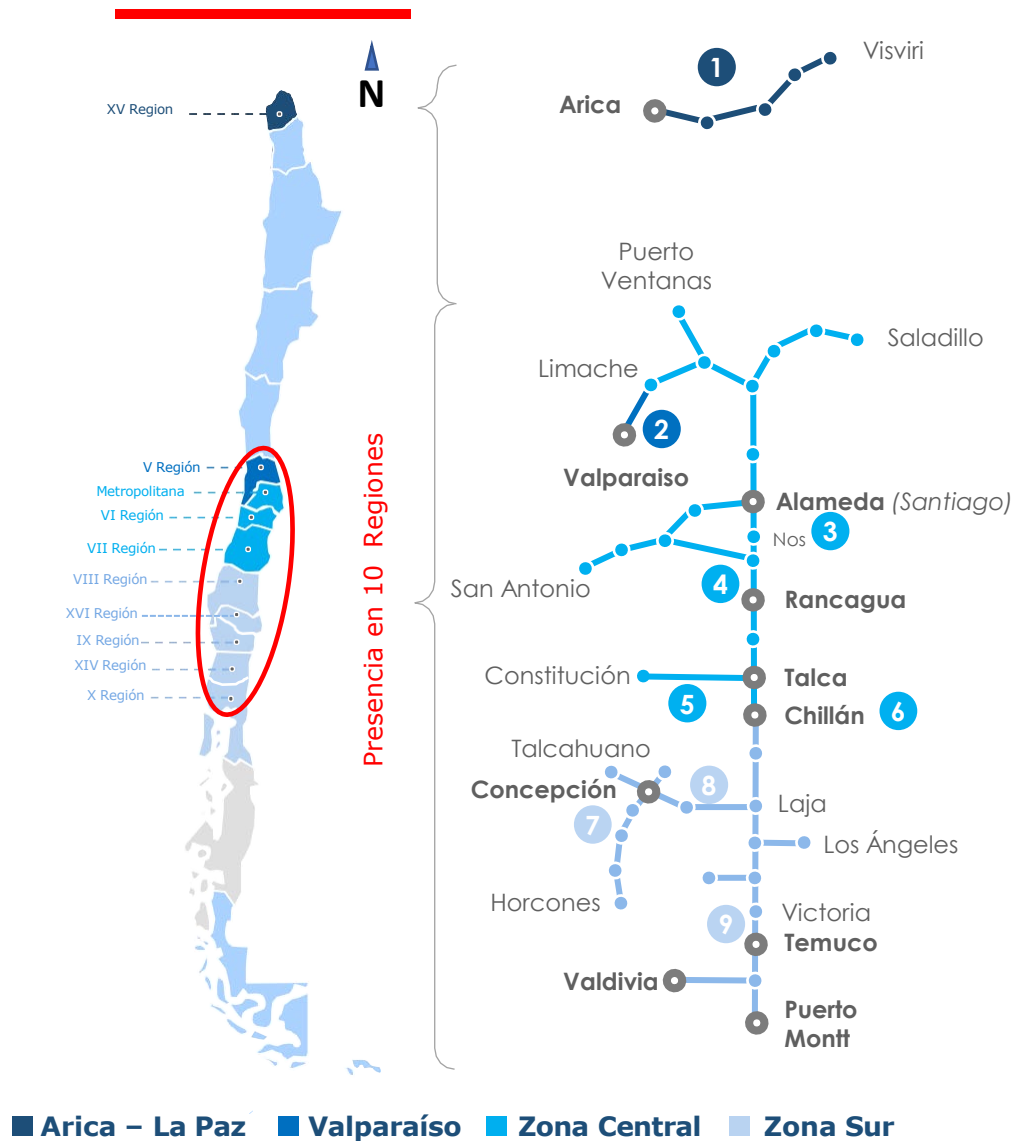 N
XV Region
V Región
Metropolitana
VI Región
VII Región
VIII Región
XVI Región
IX Región
XIV Región
X Región
Presencia en 10 Regiones
1
Visviri
Arica
Puerto
Ventanas
Saladillo
Limache
2
Valparaiso
Alameda (Santiago)
Nos
3
San Antonio
4
Rancagua
Constitución
Talca
5
Chillán
6
Talcahuano
Concepción
8
Laja
7
Los Ángeles
Horcones
Victoria
9
Temuco
Valdivia
Puerto
Montt
Arica – La Paz
Valparaíso
Zona Central
Zona Sur